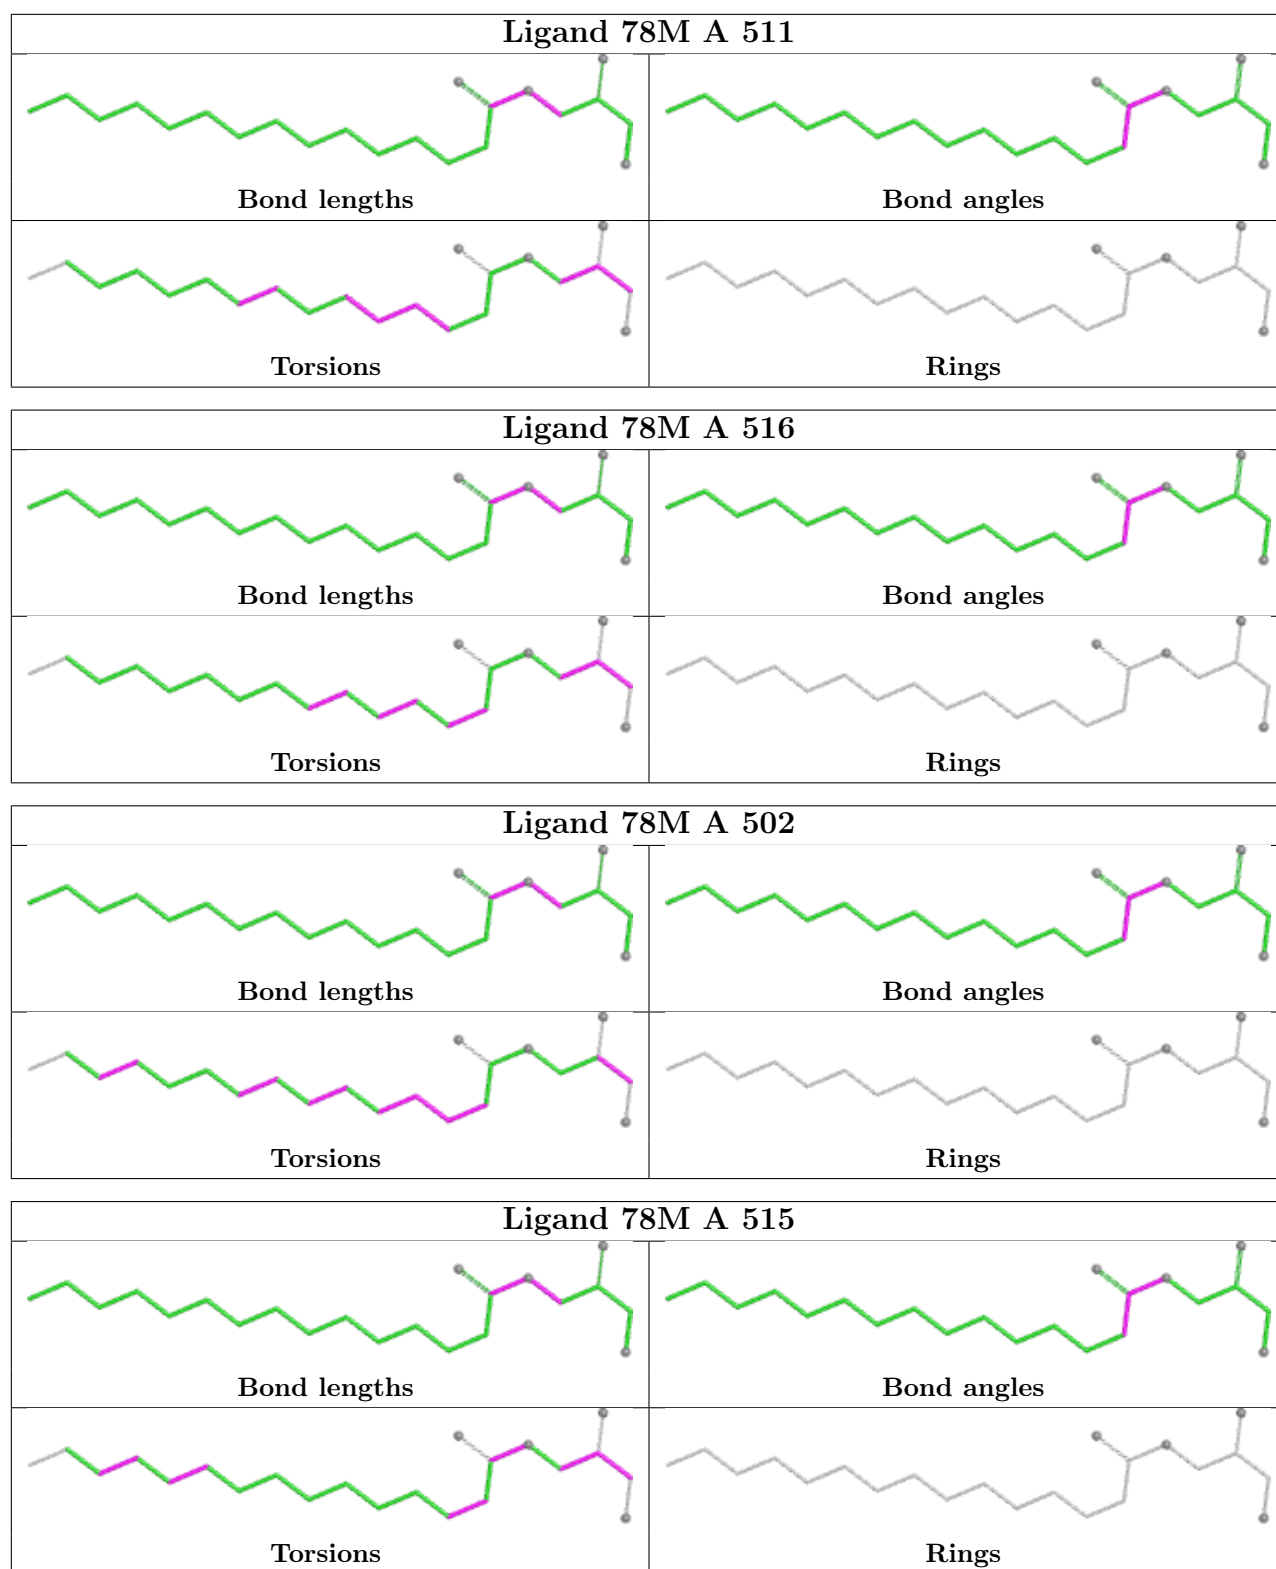 Ligand 78M A 511
Bond lengths
Bond angles
Torsions
Rings
Ligand 78M A 516
Bond lengths
Bond angles
Torsions
Rings
Ligand 78M A 502
Bond lengths
Bond angles
Torsions
Rings
Ligand 78M A 515
Bond lengths
Bond angles
Torsions
Rings